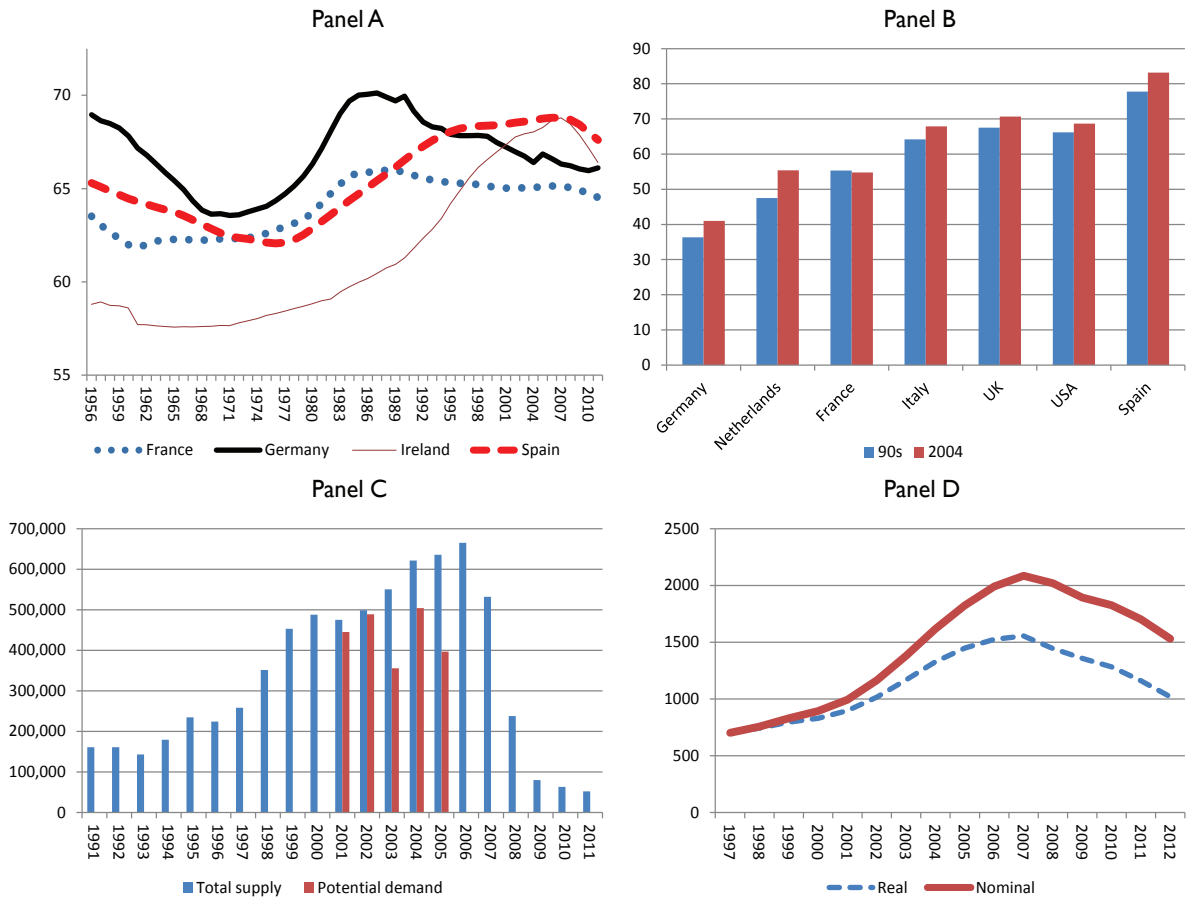 Panel A
70
65
60
55
1956 1959 1962 1965 1968 1971 1974 1977 1980 1983 1986 1989 1992 1995 1998 2001 2004 2007 2010
France Germany Ireland Spain
Panel B
90
80
70
60
50
40
30
20
10
0
Germany Netherlands France Italy UK USA Spain
90s 2004
Panel C
700,000
600,000
500,000
400,000
300,000
200,000
100,000
0
1991 1992 1993 1994 1995 1996 1997 1998 1999 2000 2001 2002 2003 2004 2005 2006 2007 2008 2009 2010 2011
Total supply Potential demand
Panel D
2500
2000
1500
1000
500
0
1997 1998 1999 2000 2001 2002 2003 2004 2005 2006 2007 2008 2009 2010 2011 2012
Real Nominal